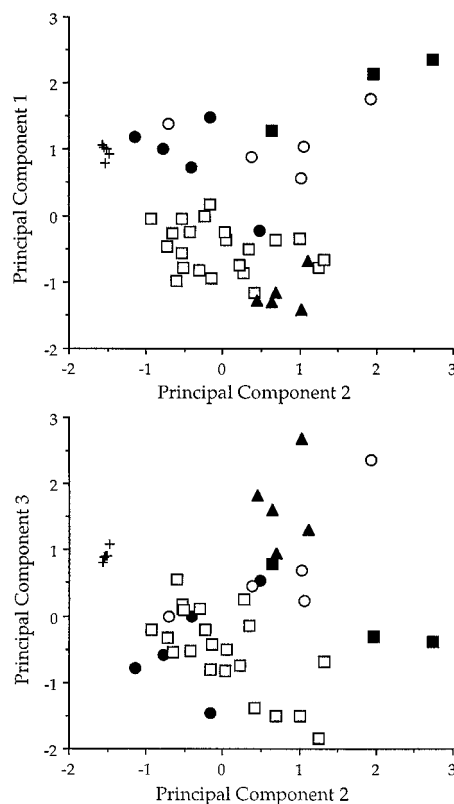 3
2
1
0
-1
-2
Principal Component 1
-2 -1 0 1 2 3
Principal Component 2
3
2
1
0
-1
-2
Principal Component 3
-2 -1 0 1 2 3
Principal Component 2